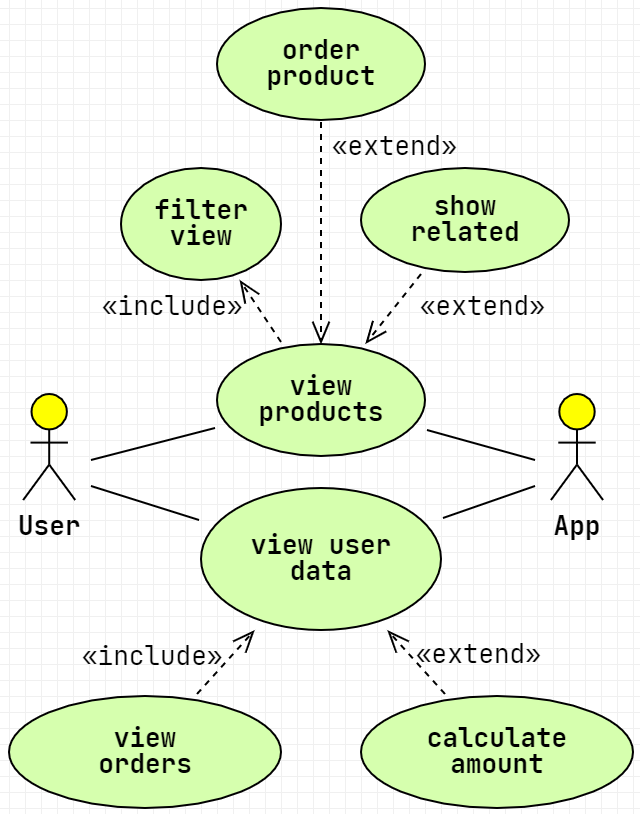 order
product
«extend»
filter
view
show
related
«include»
«extend»
view
products
User
App
view user
data
«include»
«extend»
view
orders
calculate
amount